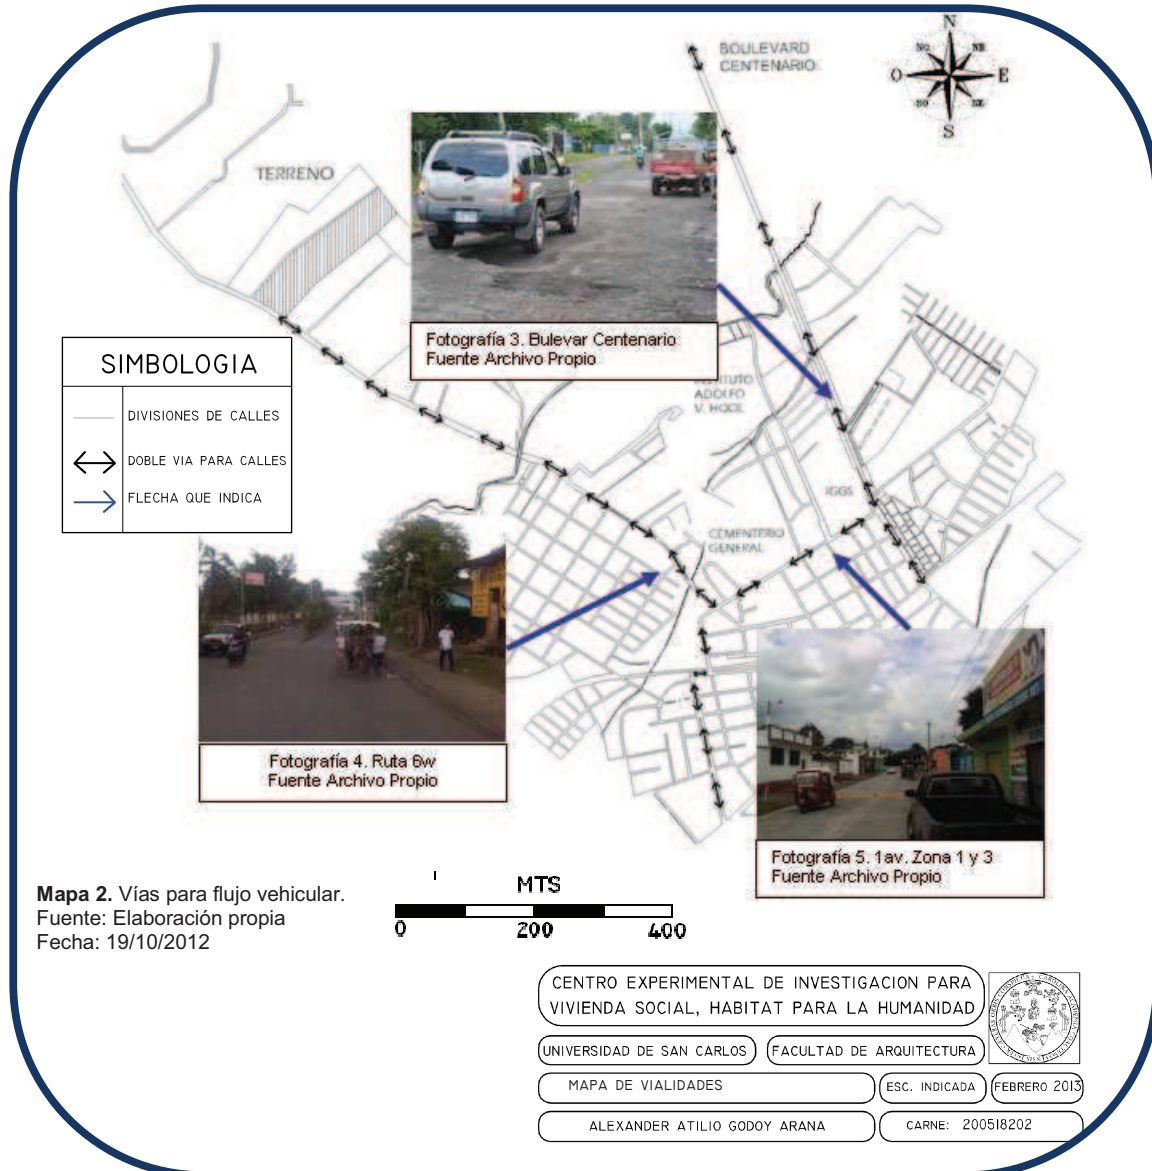 N
NO
NE
O
E
SO
SE
S
BOULEVARD
CENTENARIO
TERRENO
Fotografía 3. Bulevar Centenario
Fuente Archivo Propio
SIMBOLOGIA
DIVISIONES DE CALLES
DOBLE VIA PARA CALLES
FLECHA QUE INDICA
ADOLFO
IGGS
CEMENTERIO
GENERAL
Fotografía 4. Ruta 6w
Fuente Archivo Propio
Fotografía 5. 1av. Zona 1 y 3
Fuente Archivo Propio
Mapa 2. Vías para flujo vehicular.
Fuente: Elaboración propia
Fecha: 19/10/2012
MTS
0 200 400
CENTRO EXPERIMENTAL DE INVESTIGACION PARA
VIVIENDA SOCIAL, HABITAT PARA LA HUMANIDAD
UNIVERSIDAD DE SAN CARLOS
FACULTAD DE ARQUITECTURA
MAPA DE VIALIDADES
ESC. INDICADA
FEBRERO 2013
ALEXANDER ATILIO GODOY ARANA
CARNE: 200518202